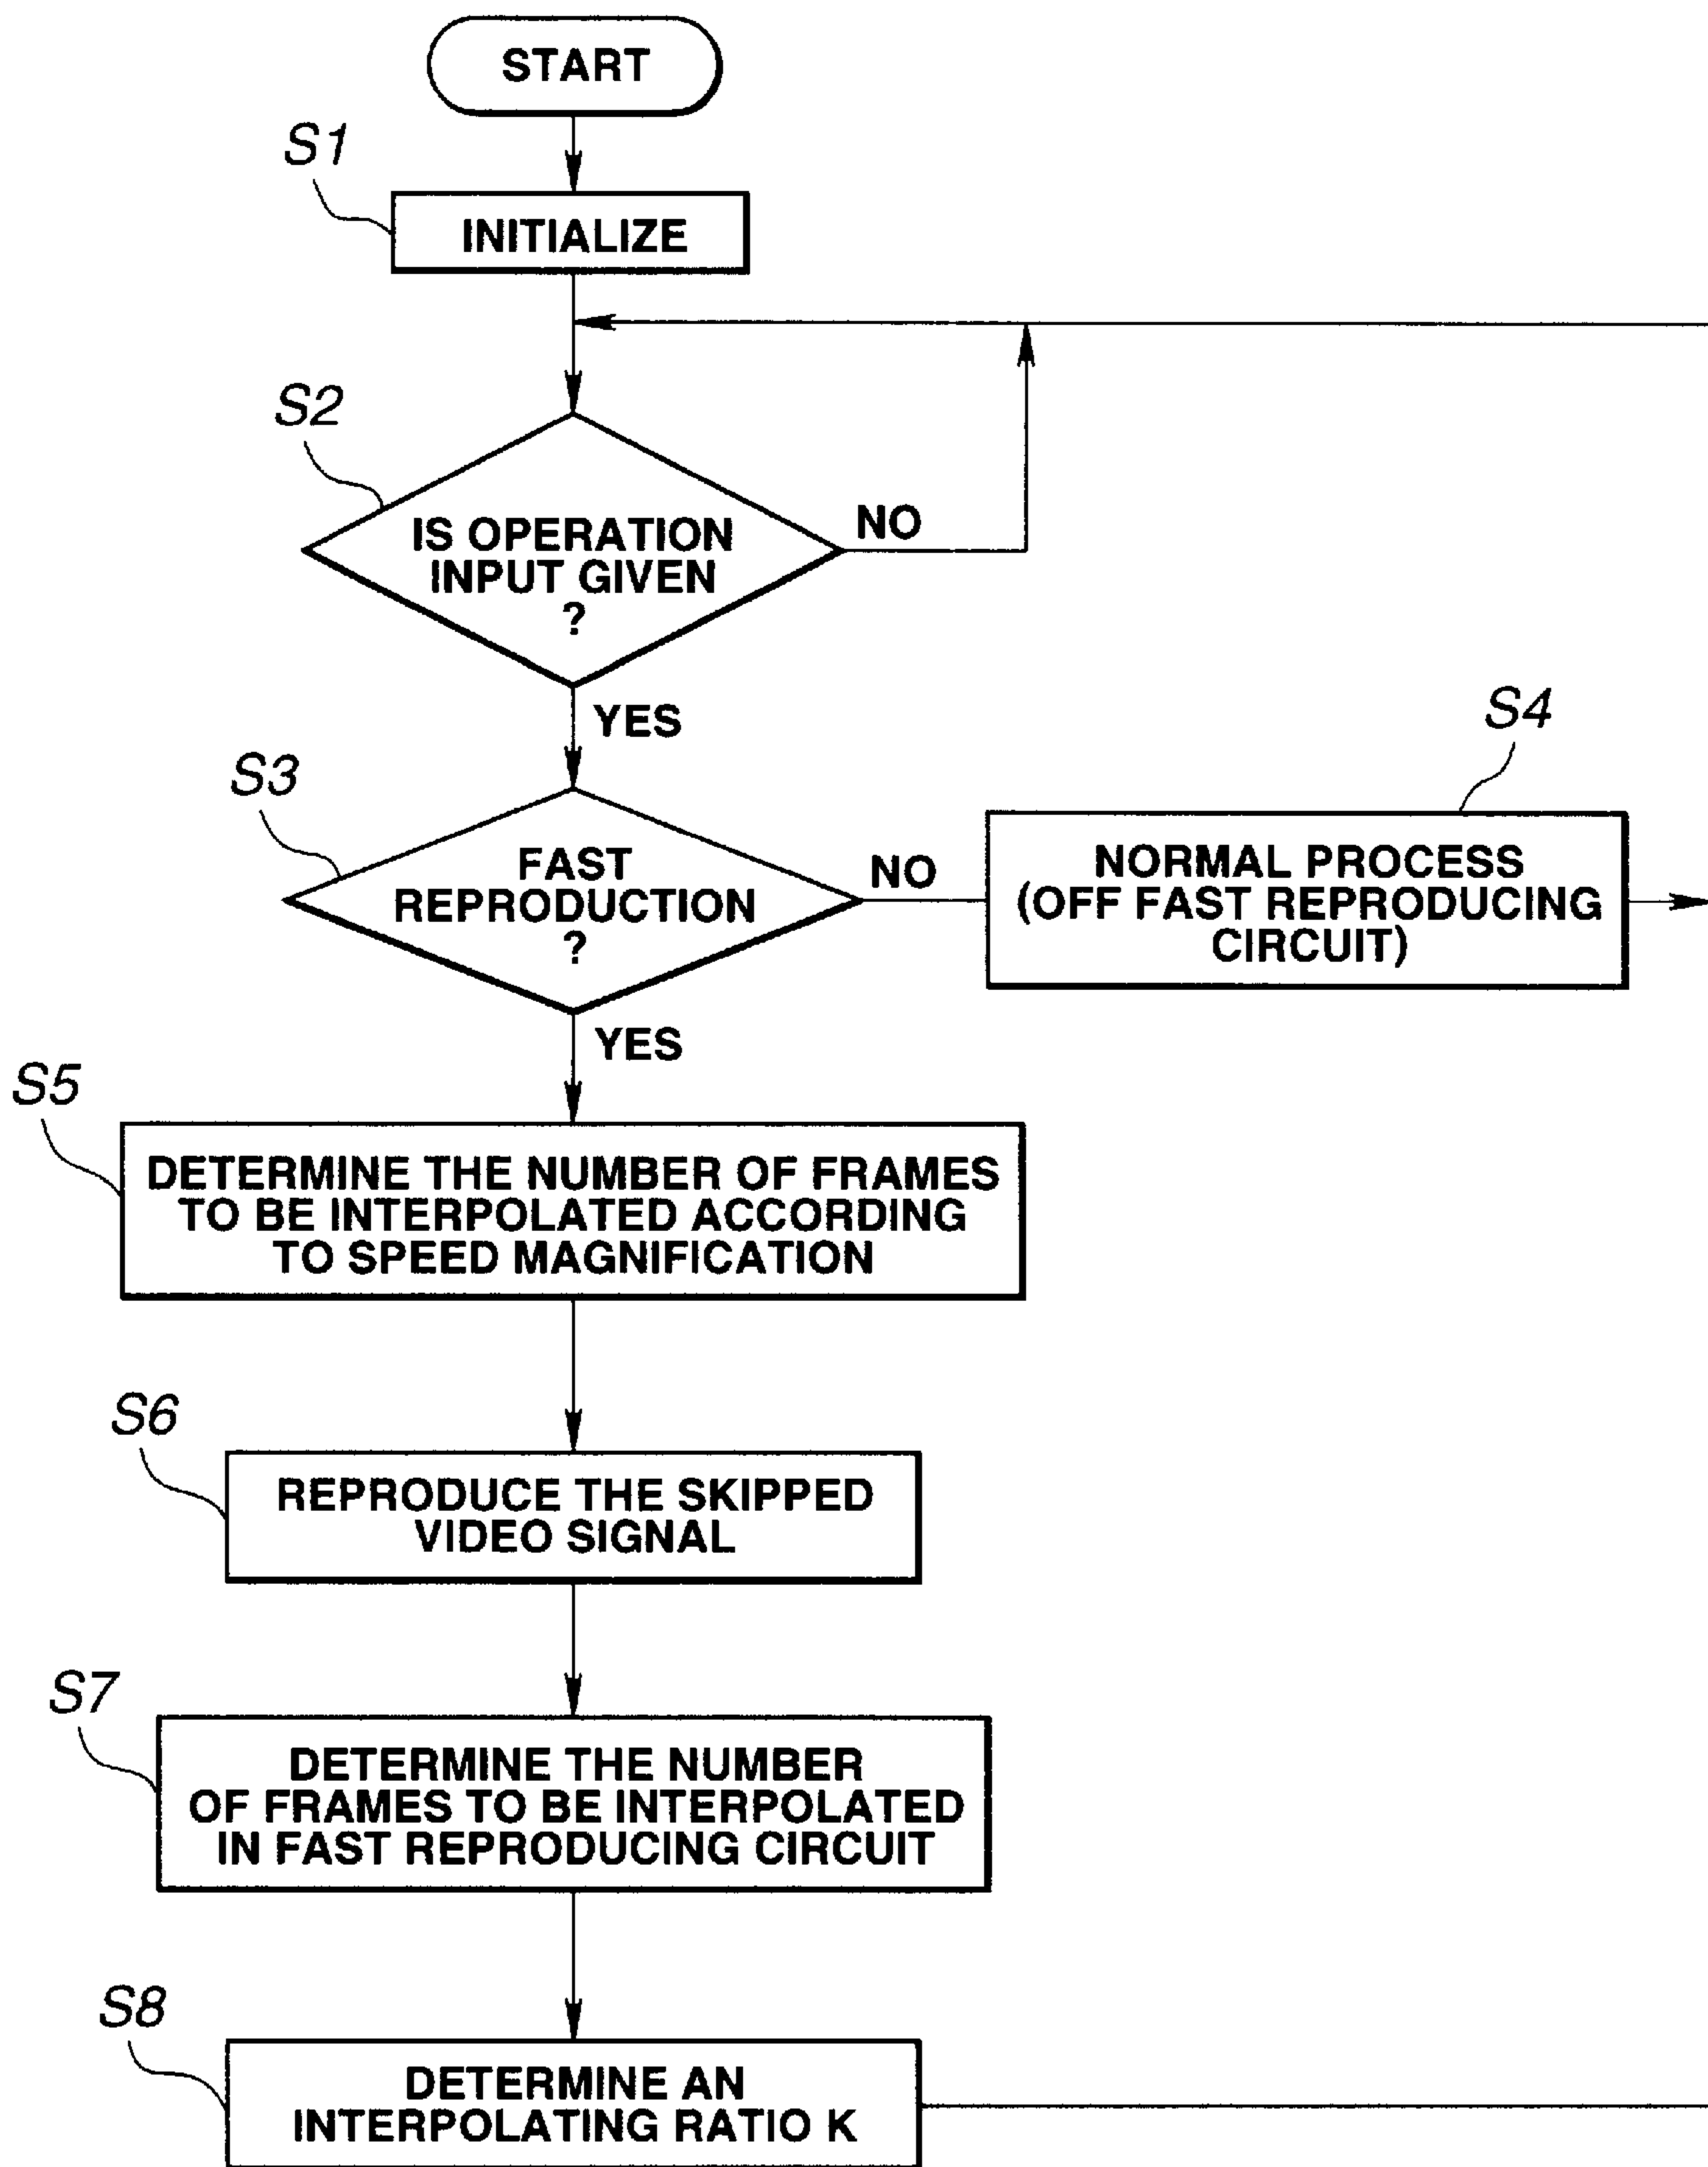 START
S1
INITIALIZE
S2
IS OPERATION
INPUT GIVEN
?
NO
YES
S3
FAST
REPRODUCTION
?
NO
S4
NORMAL PROCESS
(OFF FAST REPRODUCING
CIRCUIT)
YES
S5
DETERMINE THE NUMBER OF FRAMES
TO BE INTERPOLATED ACCORDING
TO SPEED MAGNIFICATION
S6
REPRODUCE THE SKIPPED
VIDEO SIGNAL
S7
DETERMINE THE NUMBER
OF FRAMES TO BE INTERPOLATED
IN FAST REPRODUCING CIRCUIT
S8
DETERMINE AN
INTERPOLATING RATIO K